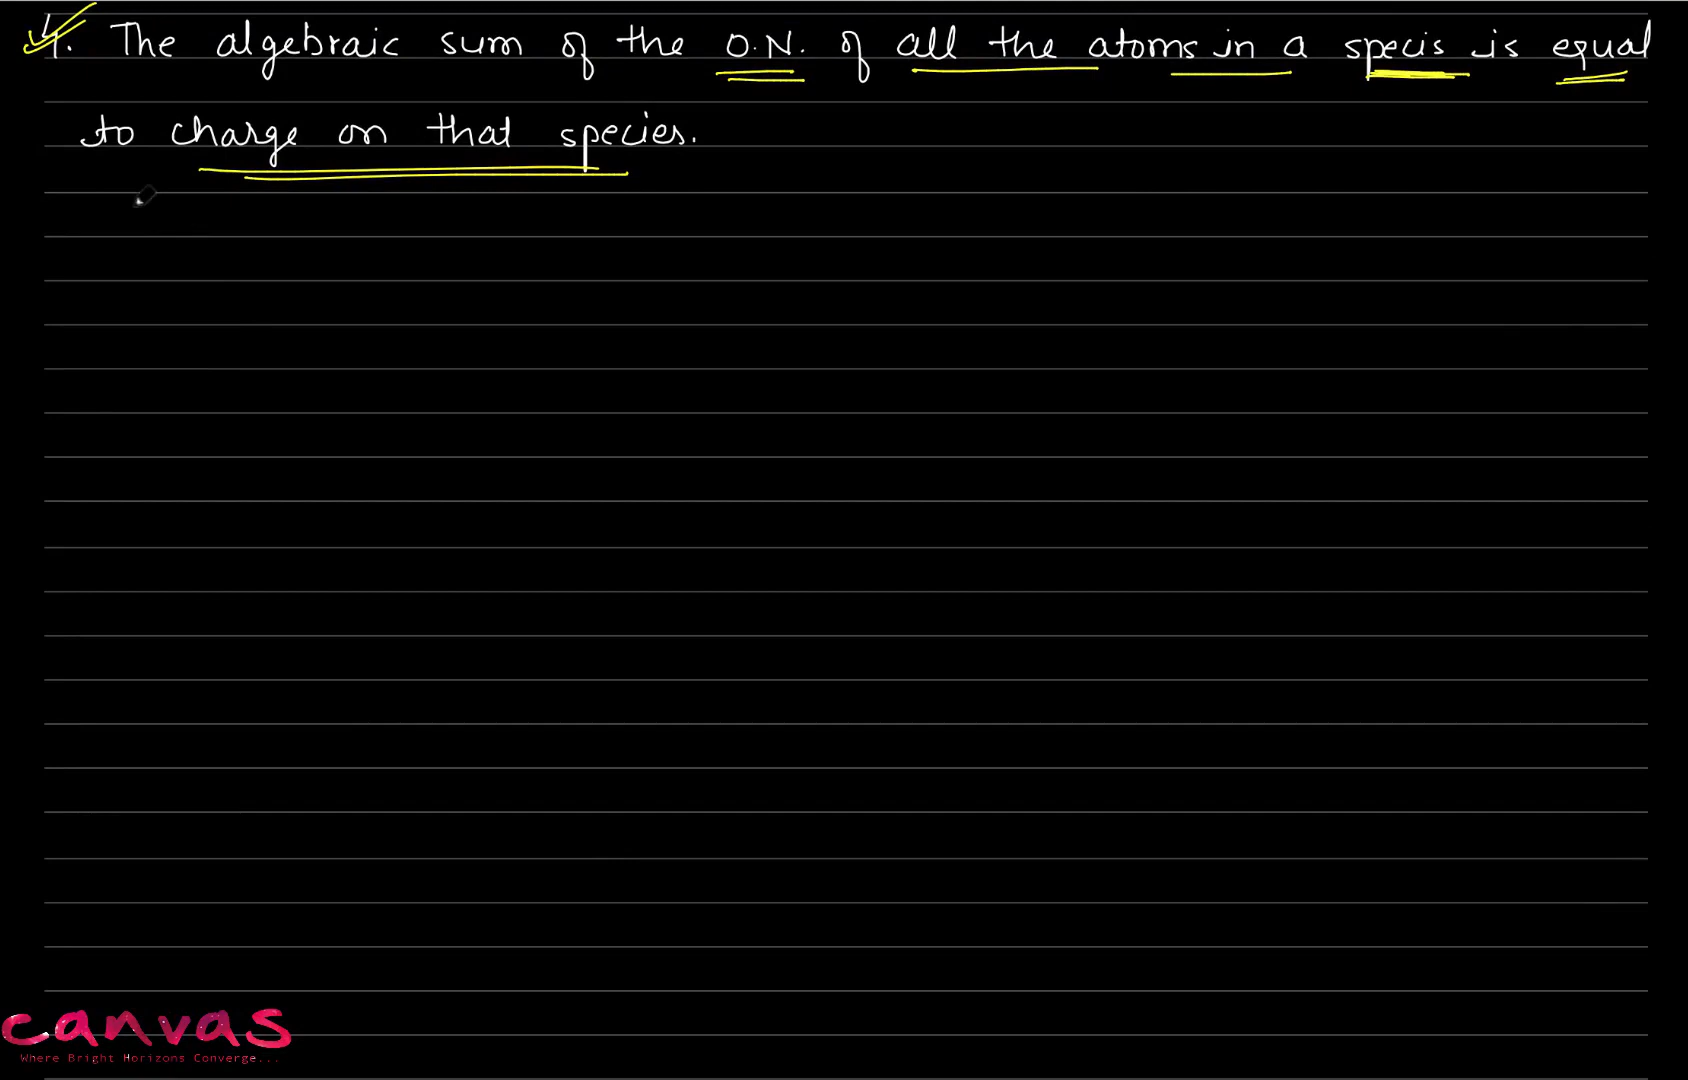 4. The algebraic sum of the O.N. of all the atoms in a specis is equal
to charge on that species.
canvas
Where Bright Horizons Converge...